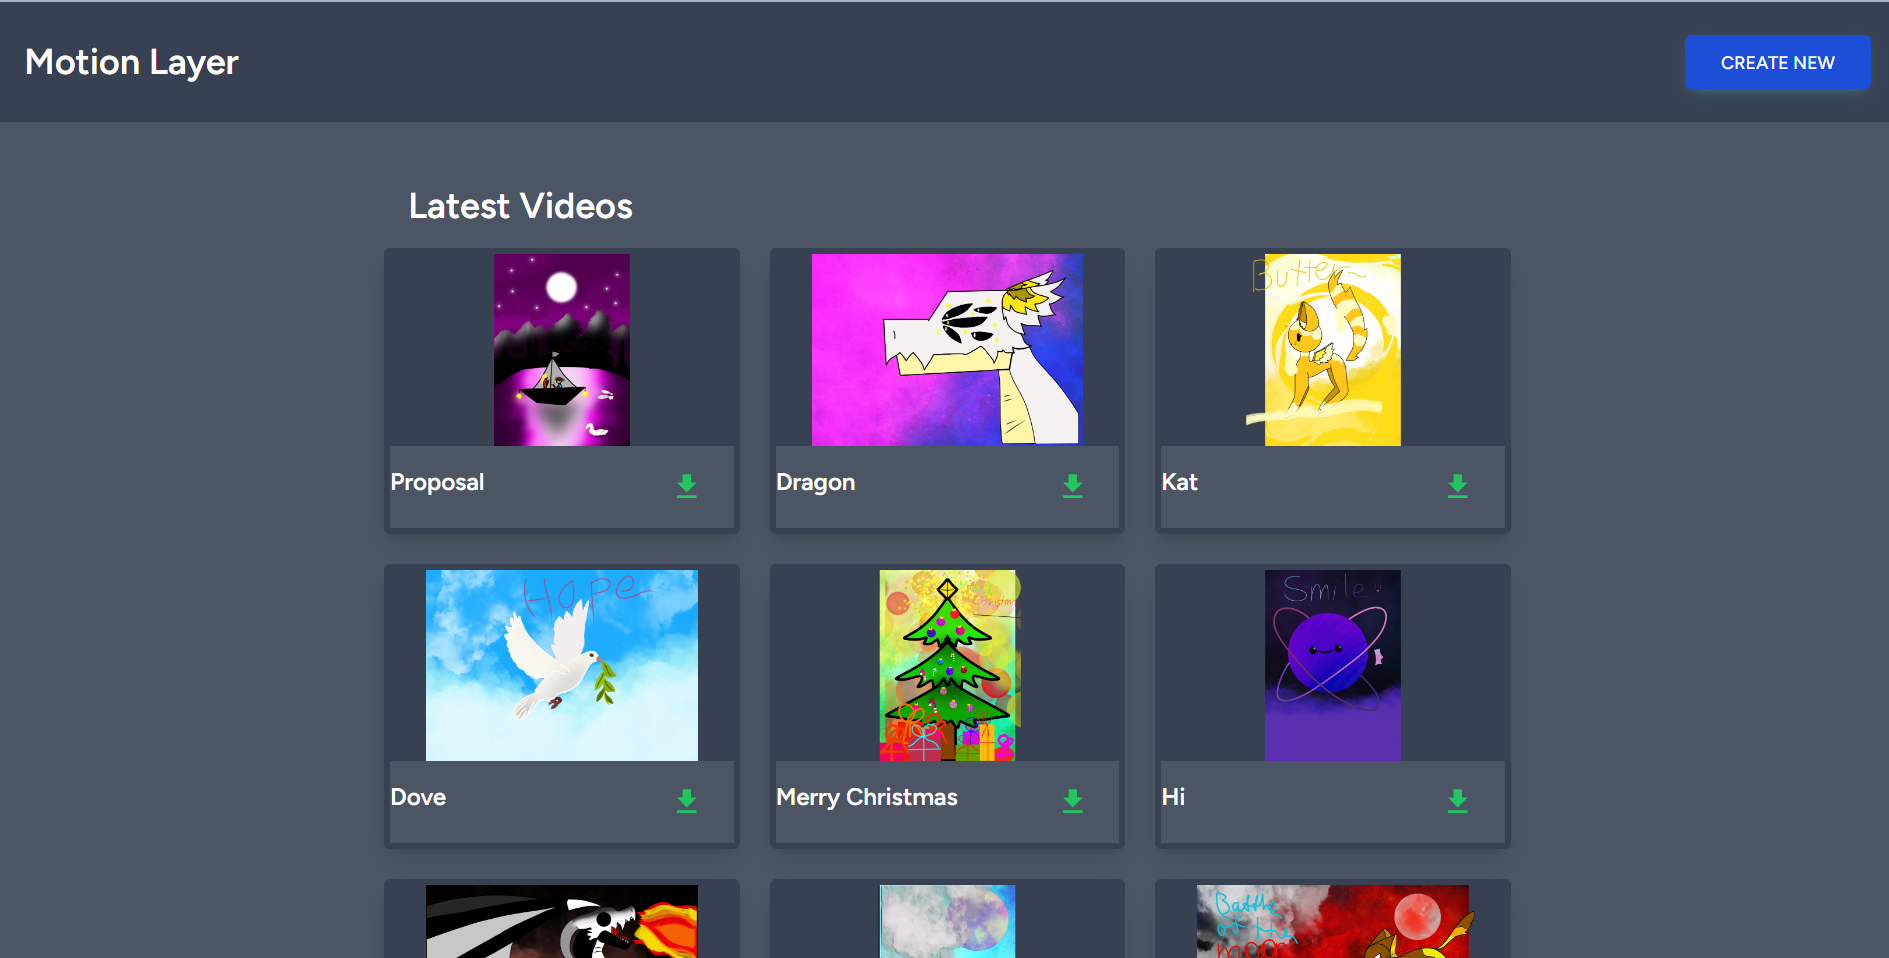 Motion Layer
CREATE NEW
Latest Videos
Butter~
Proposal
Dragon
Kat
Hope
Christmas
Smile
Dove
Merry Christmas
Hi
Battle
of the
moon